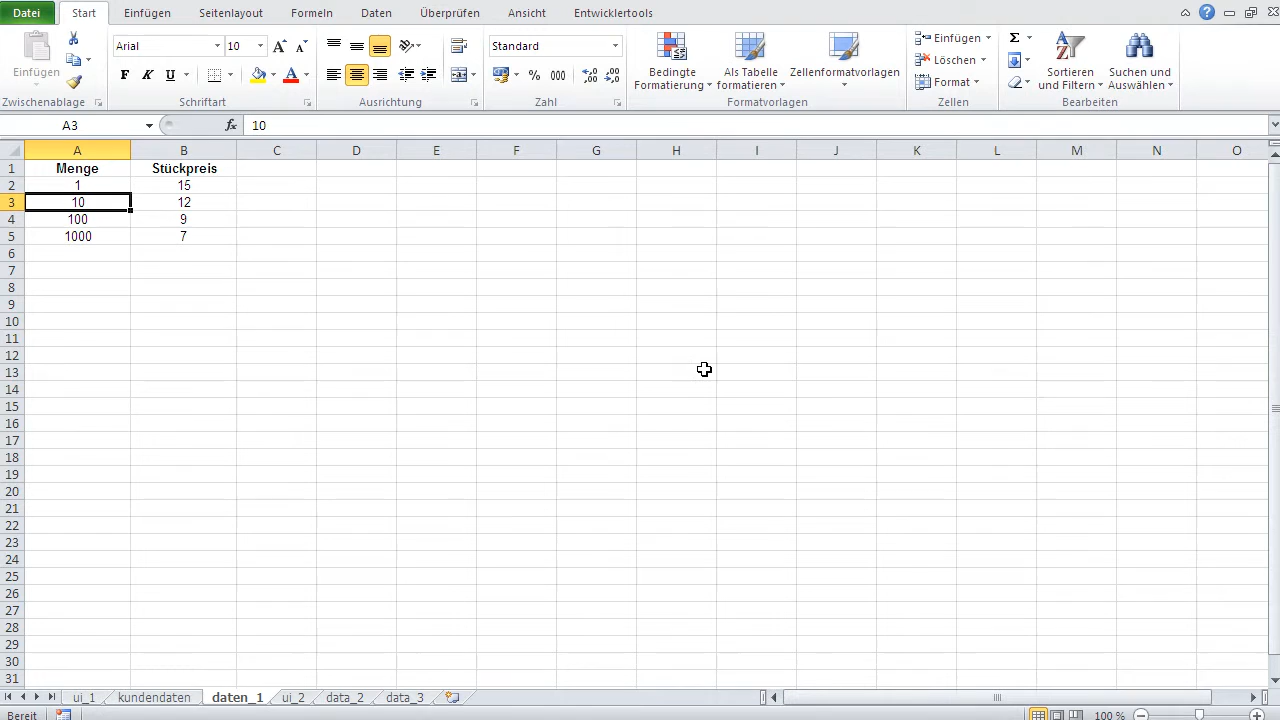 Datei Start Einfügen Seitenlayout Formeln Daten Überprüfen Ansicht Entwicklertools
Einfügen
Zwischenablage
Arial 10
F K U
Schriftart
Ausrichtung
Standard
% 000
Zahl
Bedingte Formatierung
Als Tabelle formatieren
Zellenformatvorlagen
Formatvorlagen
Einfügen
Löschen
Format
Zellen
Σ
Sortieren und Filtern
Suchen und Auswählen
Bearbeiten
A3 fx 10
A B C D E F G H I J K L M N O
1 Menge Stückpreis
2 1 15
3 10 12
4 100 9
5 1000 7
6
7
8
9
10
11
12
13
14
15
16
17
18
19
20
21
22
23
24
25
26
27
28
29
30
31
ui_1 kundendaten daten_1 ui_2 data_2 data_3
Bereit 100 %